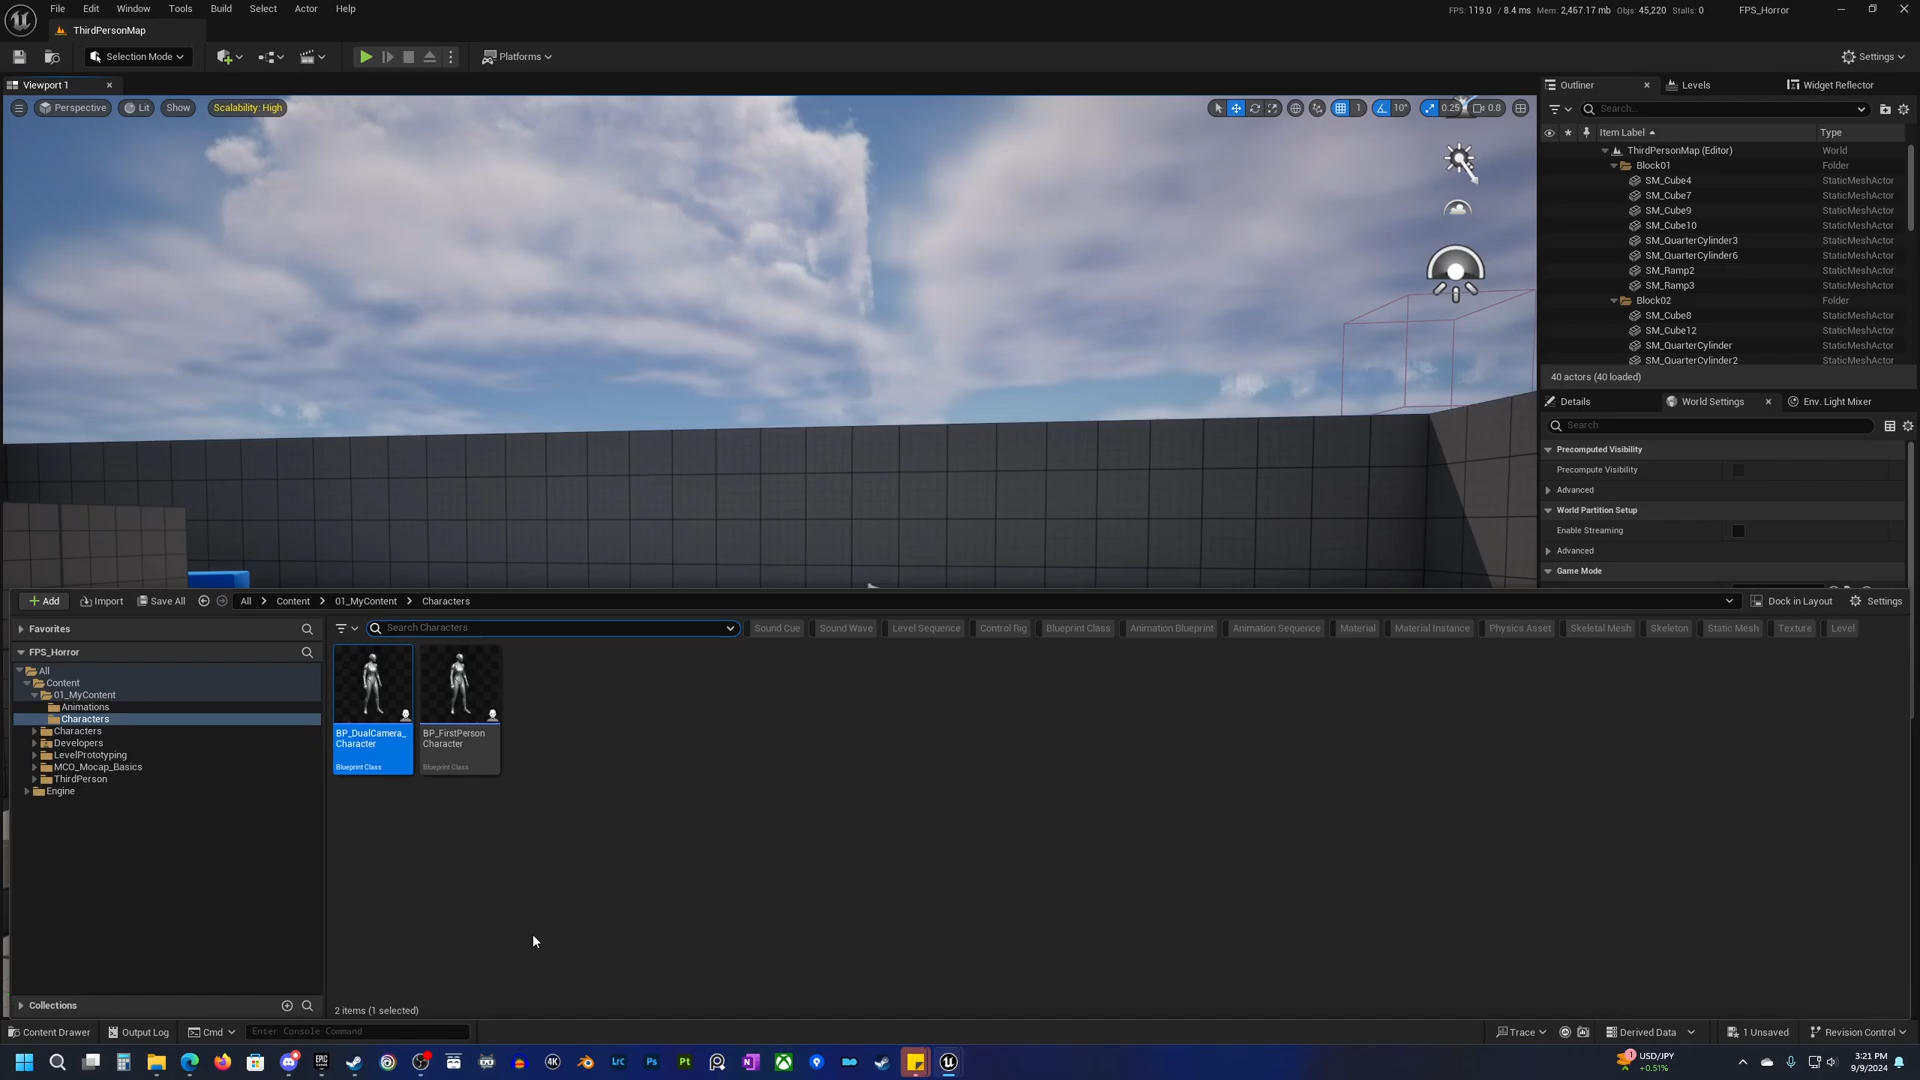 File Edit Window Tools Build Select Actor Help
FPS: 119.0 / 8.4 ms Mem: 2,467.17 mb Objs: 45,220 Stalls: 0 FPS_Horror
ThirdPersonMap
Selection Mode Platforms Settings
Viewport 1
Perspective Lit Show Scalability: High 1 10° 0.25 0.8
Outliner Levels Widget Reflector
Search...
Item Label Type
ThirdPersonMap (Editor) World
Block01 Folder
SM_Cube4 StaticMeshActor
SM_Cube7 StaticMeshActor
SM_Cube9 StaticMeshActor
SM_Cube10 StaticMeshActor
SM_QuarterCylinder3 StaticMeshActor
SM_QuarterCylinder6 StaticMeshActor
SM_Ramp2 StaticMeshActor
SM_Ramp3 StaticMeshActor
Block02 Folder
SM_Cube8 StaticMeshActor
SM_Cube12 StaticMeshActor
SM_QuarterCylinder StaticMeshActor
SM_QuarterCylinder2 StaticMeshActor
40 actors (40 loaded)
Details World Settings Env. Light Mixer
Search
Precomputed Visibility
Precompute Visibility
Advanced
World Partition Setup
Enable Streaming
Advanced
Game Mode
Add Import Save All All Content 01_MyContent Characters Dock in Layout Settings
Favorites
Search Characters Sound Cue Sound Wave Level Sequence Control Rig Blueprint Class Animation Blueprint Animation Sequence Material Material Instance Physics Asset Skeletal Mesh Skeleton Static Mesh Texture Level
FPS_Horror
All
Content
01_MyContent
Animations
Characters
Characters
Developers
LevelPrototyping
MCO_Mocap_Basics
ThirdPerson
Engine
BP_DualCamera_
Character
Blueprint Class
BP_FirstPerson
Character
Blueprint Class
Collections
2 items (1 selected)
Content Drawer Output Log Cmd Enter Console Command Trace Derived Data 1 Unsaved Revision Control
EPIC GAMES 4K Lrc Ps Pt N
1 USD/JPY
+0.51%
3:21 PM
9/9/2024